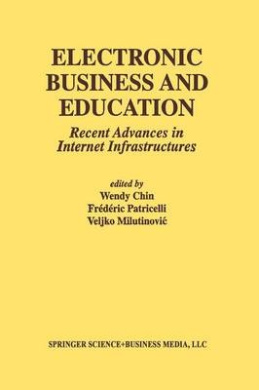 ELECTRONIC
BUSINESS AND
EDUCATION
Recent Advances in
Internet Infrastructures
edited by
Wendy Chin
Frédéric Patricelli
Veljko Milutinović
SPRINGER SCIENCE+BUSINESS MEDIA, LLC